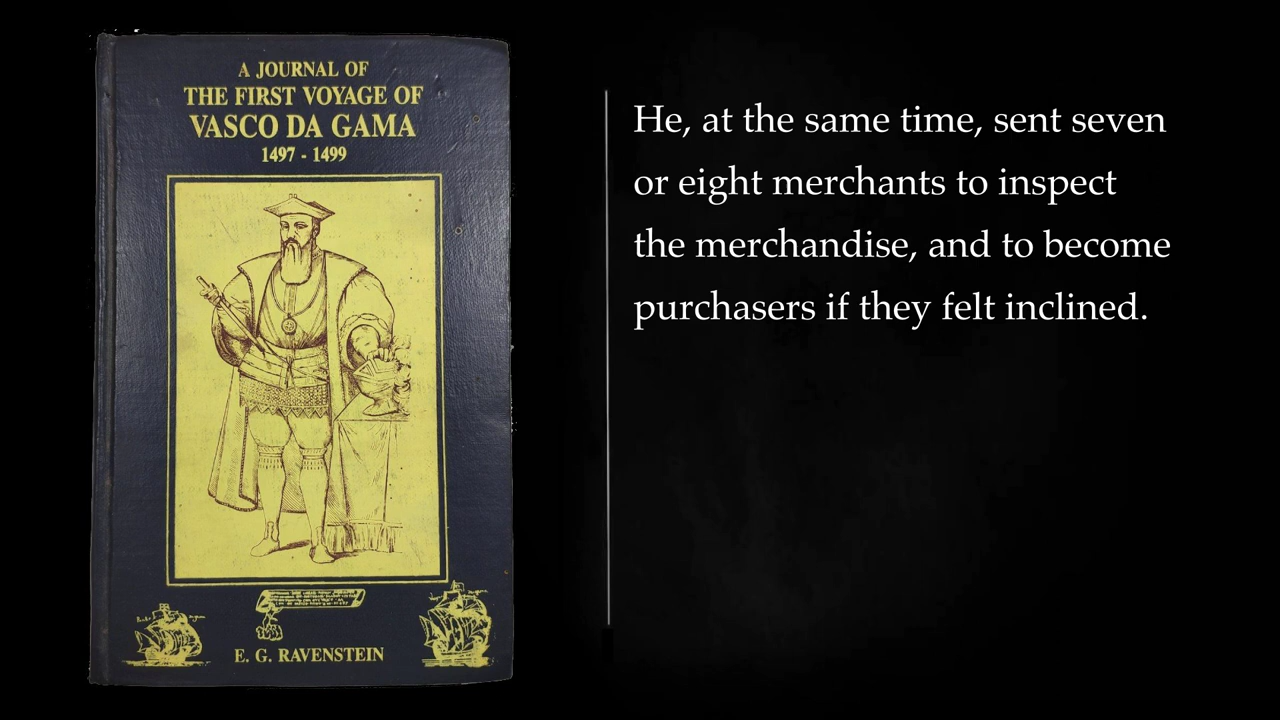 A JOURNAL OF
THE FIRST VOYAGE OF
VASCO DA GAMA
1497 - 1499
E. G. RAVENSTEIN
He, at the same time, sent seven
or eight merchants to inspect
the merchandise, and to become
purchasers if they felt inclined.